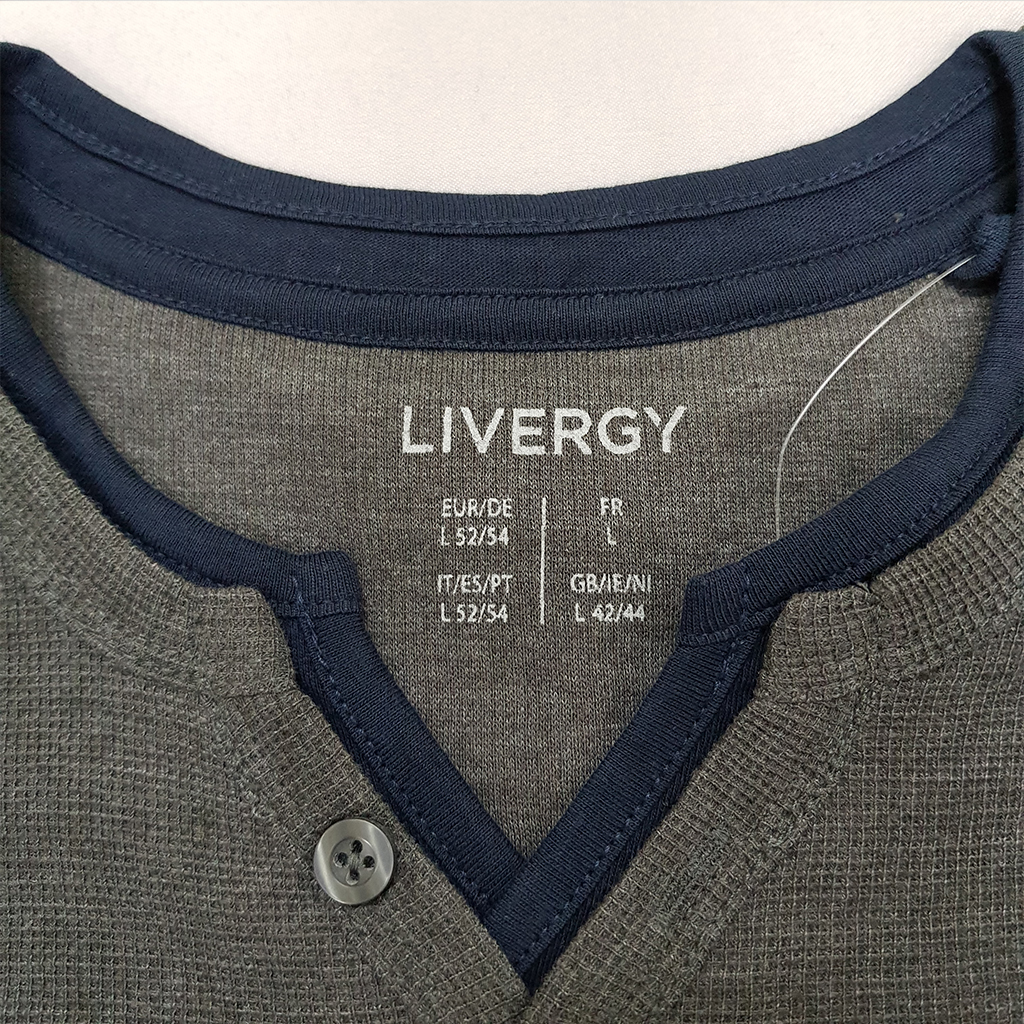 LIVERGY
EUR/DE
L 52/54
FR
L
IT/ES/PT
L 52/54
GB/IE/NI
L 42/44